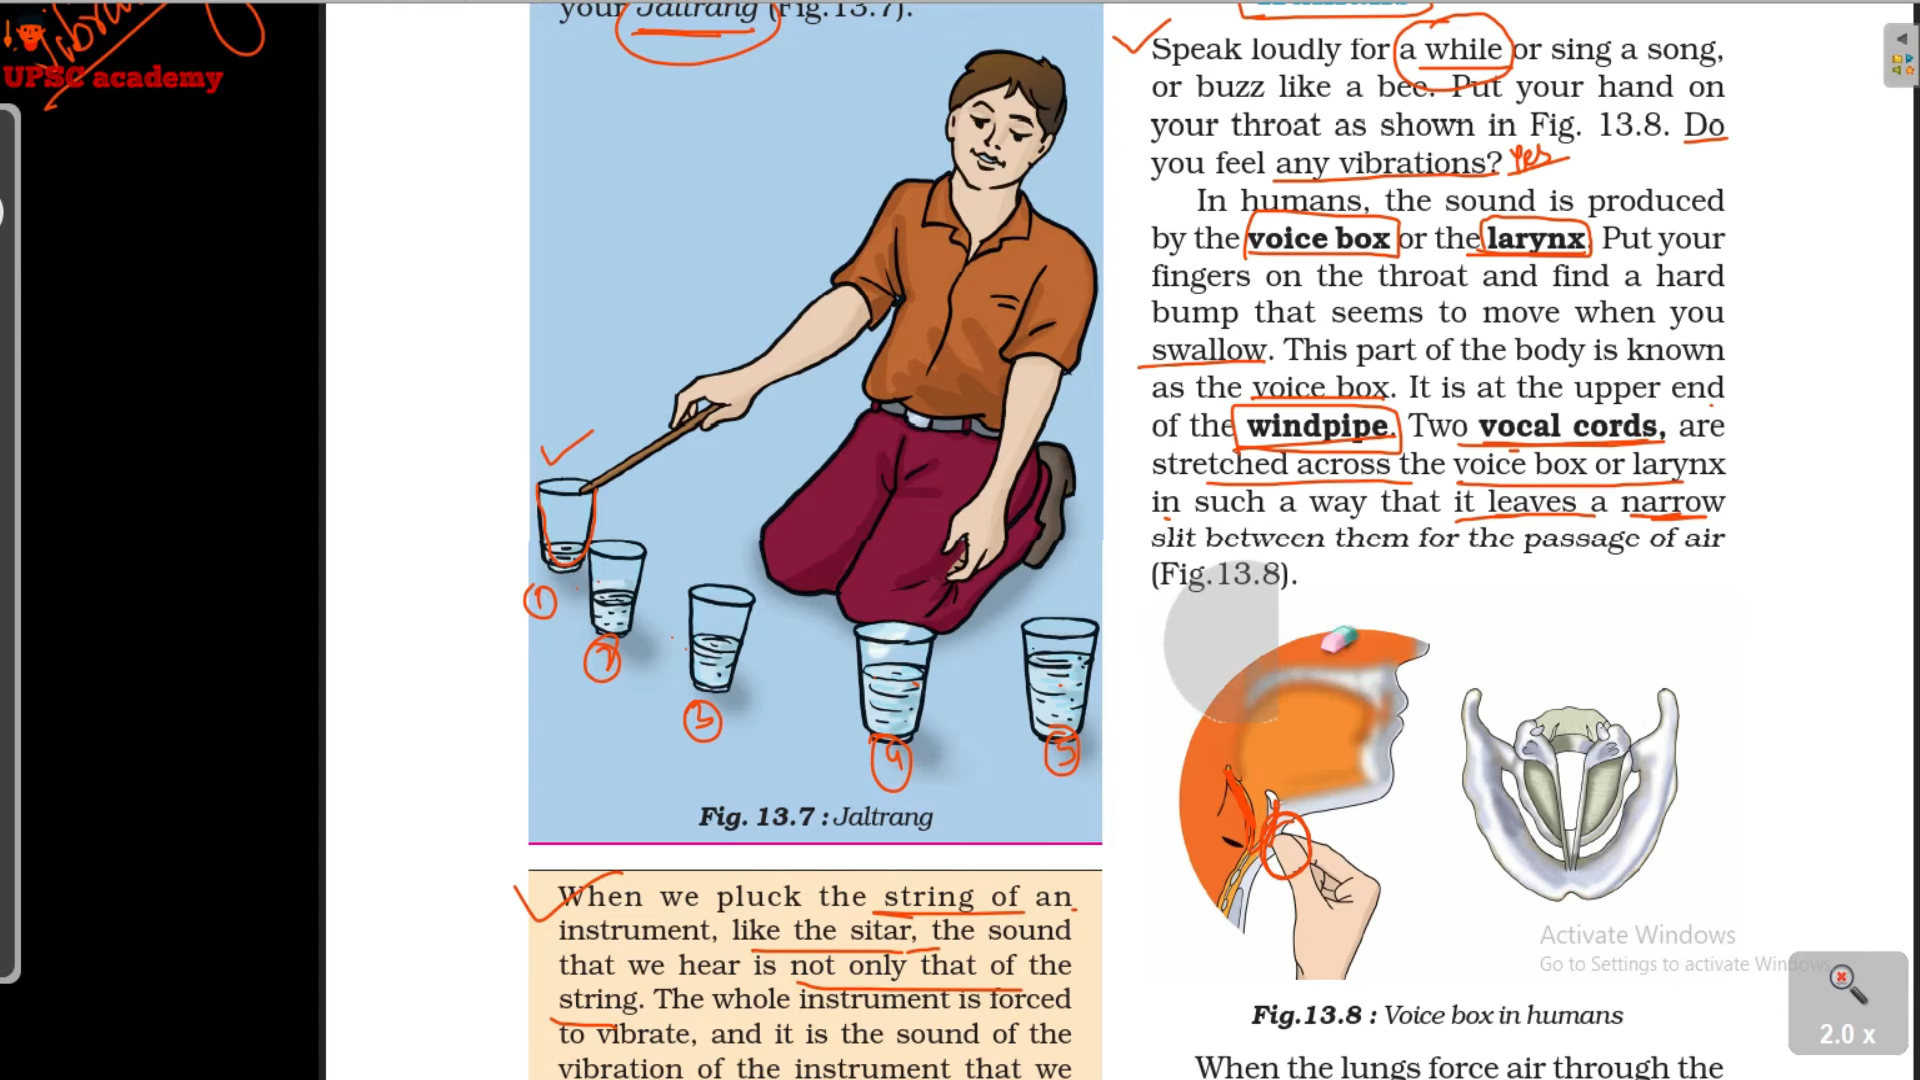 UPSC academy
your Jaltrang (Fig.13.7).
1
2
3
4
5
Fig. 13.7 : Jaltrang
When we pluck the string of an
instrument, like the sitar, the sound
that we hear is not only that of the
string. The whole instrument is forced
to vibrate, and it is the sound of the
vibration of the instrument that we
Speak loudly for a while or sing a song,
or buzz like a bee. Put your hand on
your throat as shown in Fig. 13.8. Do
you feel any vibrations? Yes
In humans, the sound is produced
by the voice box or the larynx. Put your
fingers on the throat and find a hard
bump that seems to move when you
swallow. This part of the body is known
as the voice box. It is at the upper end
of the windpipe. Two vocal cords, are
stretched across the voice box or larynx
in such a way that it leaves a narrow
slit between them for the passage of air
(Fig.13.8).
Activate Windows
Go to Settings to activate Windows.
Fig.13.8 : Voice box in humans
When the lungs force air through the
2.0 x